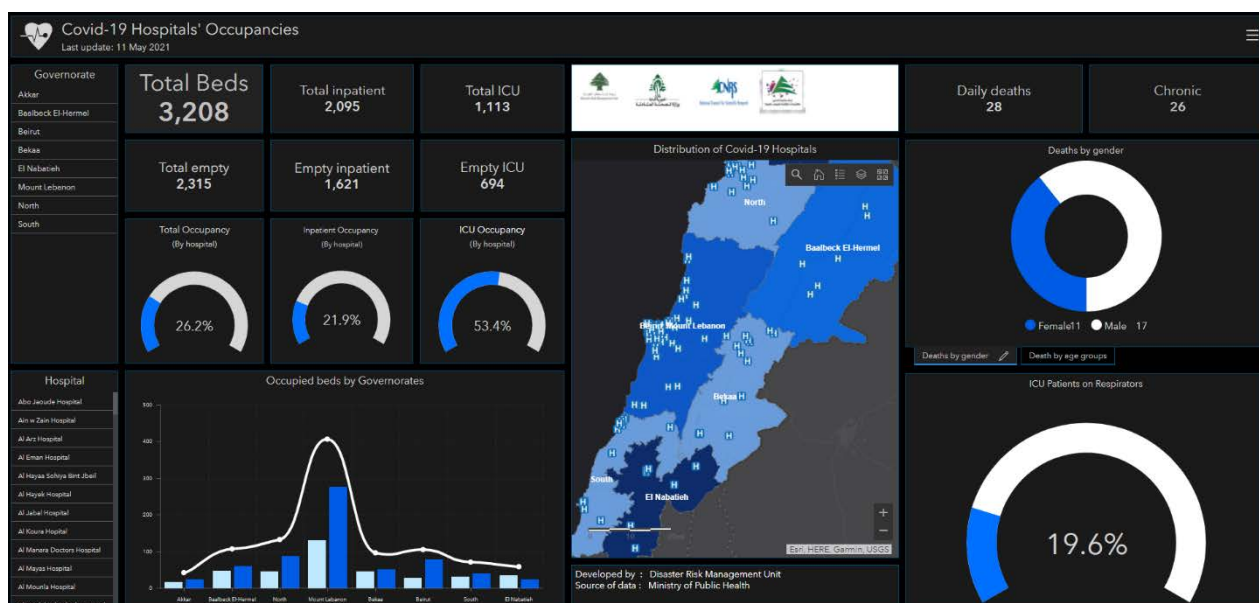 Covid-19 Hospitals' Occupancies
Last update: 11 May 2021
Governorate
Akkar
Baalbeck El-Hermel
Beirut
Bekaa
El Nabatieh
Mount Lebanon
North
South
Total Beds
3,208
Total inpatient
2,095
Total ICU
1,113
Total empty
2,315
Empty inpatient
1,621
Empty ICU
694
Total Occupancy
(By hospital)
26.2%
Inpatient Occupancy
(By hospital)
21.9%
ICU Occupancy
(By hospital)
53.4%
Hospital
Abo Jaoude Hospital
Ain w Zain Hospital
Al Arz Hospital
Al Eman Hospital
Al Hayaa Sohiya Bint Jbeil
Al Hayek Hospital
Al Jabal Hospital
Al Koura Hopital
Al Manara Doctors Hospital
Al Mayas Hospital
Al Mounla Hospital
Occupied beds by Governorates
500
400
300
200
100
0
Akkar Baalbeck El-Hermel North Mount Lebanon Bekaa Beirut South El Nabatieh
CNRS
Distribution of Covid-19 Hospitals
North
Baalbeck El-Hermel
Beirut Mount Lebanon
Bekaa
South
El Nabatieh
Esri, HERE, Garmin, USGS
Developed by : Disaster Risk Management Unit
Source of data : Ministry of Public Health
Daily deaths
28
Chronic
26
Deaths by gender
Female11 Male 17
Deaths by gender Death by age groups
ICU Patients on Respirators
19.6%